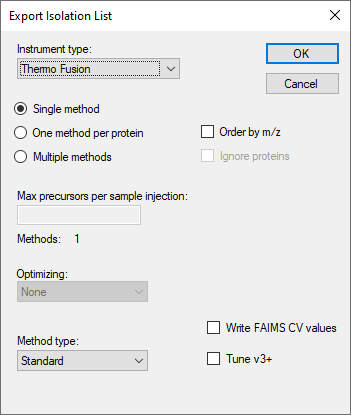 Export Isolation List
Instrument type:
Thermo Fusion
OK
Cancel
Single method
One method per protein
Order by m/z
Multiple methods
Ignore proteins
Max precursors per sample injection:
Methods: 1
Optimizing:
None
Write FAIMS CV values
Method type:
Standard
Tune v3+